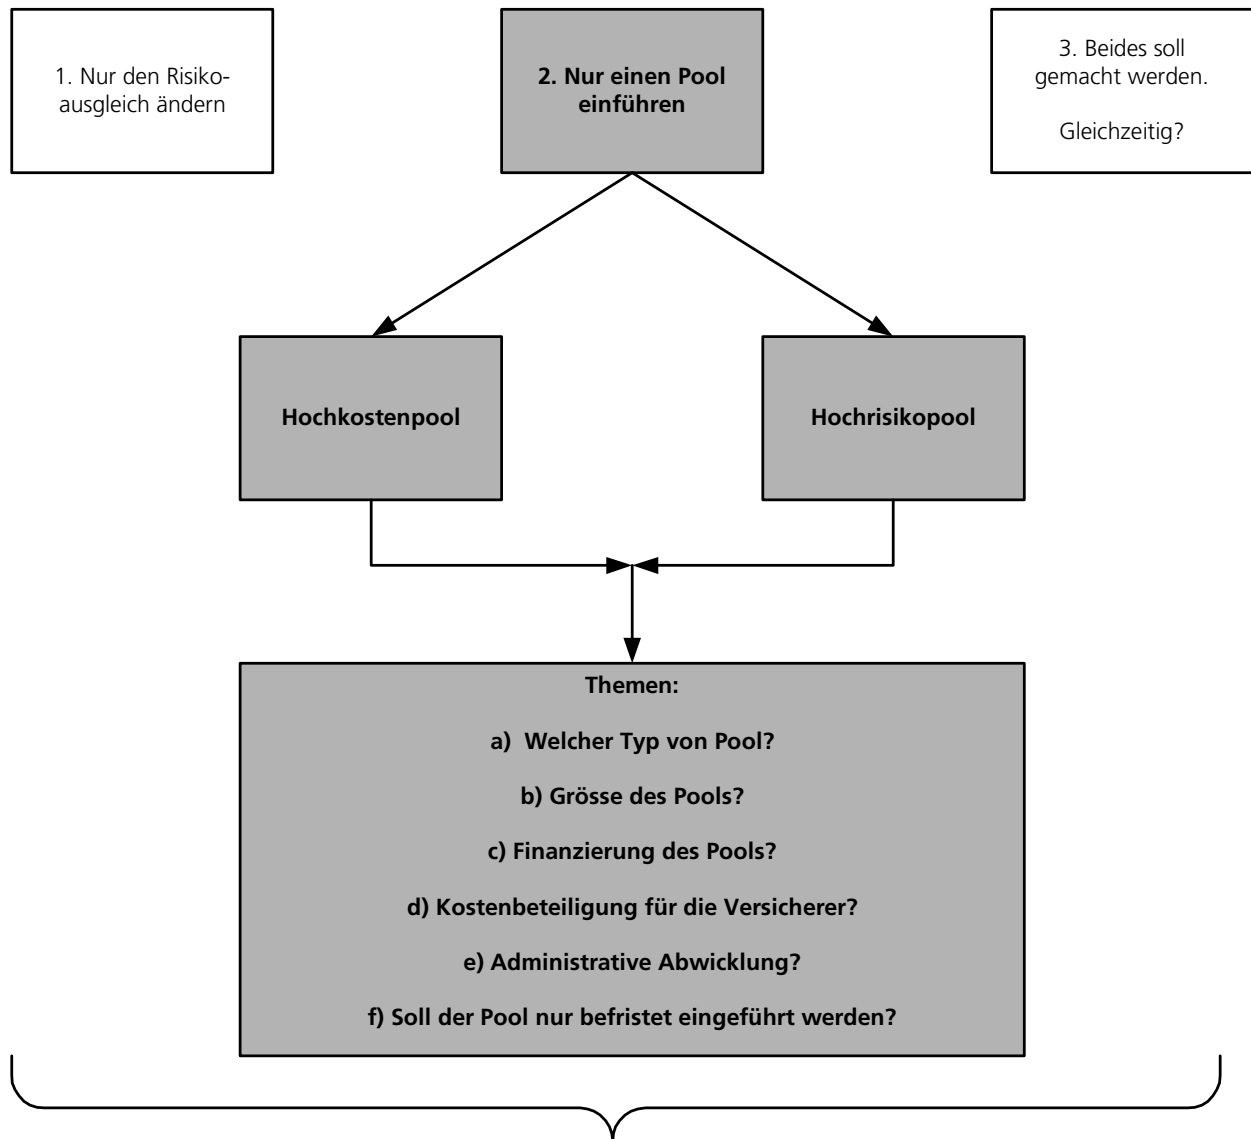 1. Nur den Risiko-
ausgleich ändern
2. Nur einen Pool
einführen
3. Beides soll
gemacht werden.
Gleichzeitig?
Hochkostenpool
Hochrisikopool
Themen:
a) Welcher Typ von Pool?
b) Grösse des Pools?
c) Finanzierung des Pools?
d) Kostenbeteiligung für die Versicherer?
e) Administrative Abwicklung?
f) Soll der Pool nur befristet eingeführt werden?